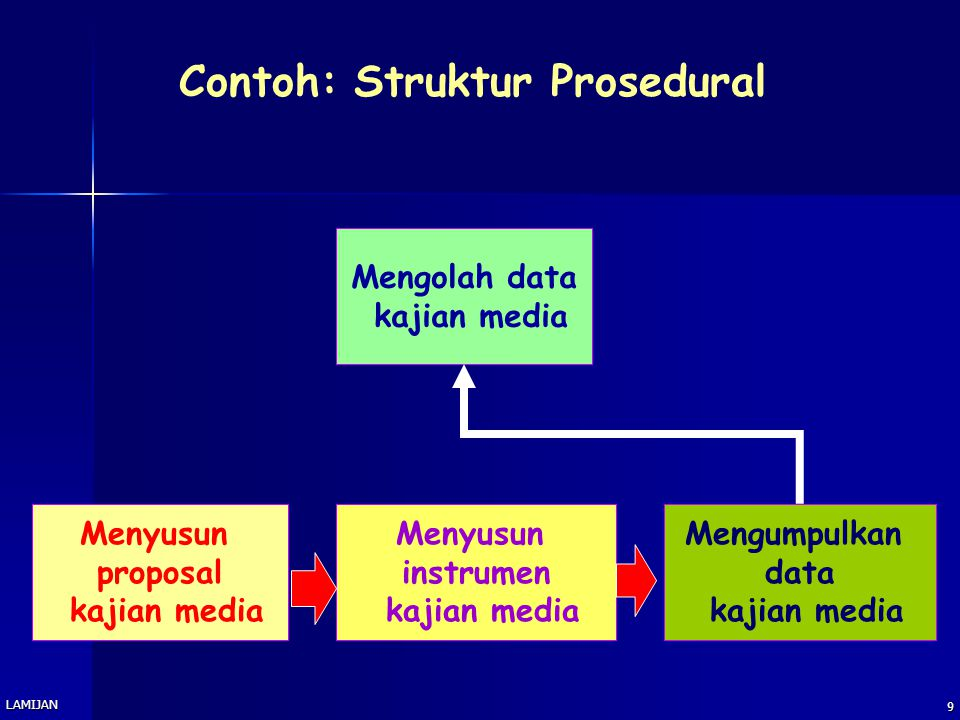 Contoh: Struktur Prosedural
Mengolah data
kajian media
Menyusun
proposal
kajian media
Menyusun
instrumen
kajian media
Mengumpulkan
data
kajian media
LAMIJAN
9